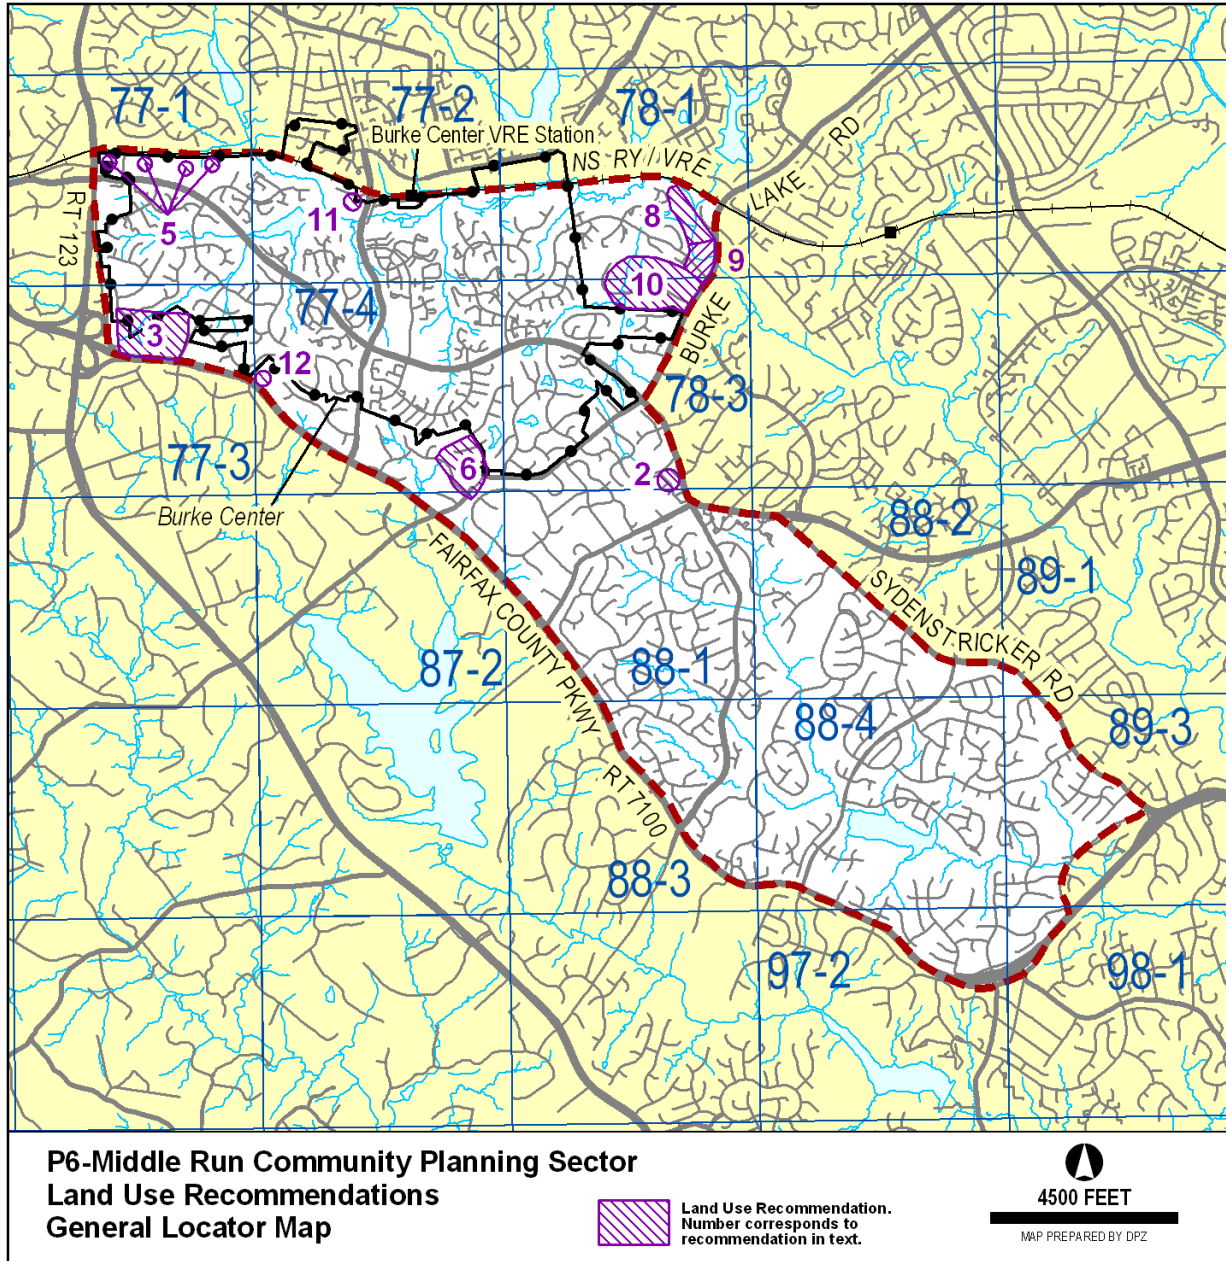 77-1
77-2
78-1
Burke Center VRE Station
NS RY / VRE
LAKE RD
RT 123
5
11
8
9
10
77-4
3
12
BURKE
78-3
77-3
6
2
Burke Center
88-2
FAIRFAX COUNTY PKWY
SYDENSTRICKER RD
89-1
87-2
88-1
88-4
89-3
RT 7100
88-3
97-2
98-1
P6-Middle Run Community Planning Sector
Land Use Recommendations
General Locator Map
Land Use Recommendation.
Number corresponds to
recommendation in text.
4500 FEET
MAP PREPARED BY DPZ